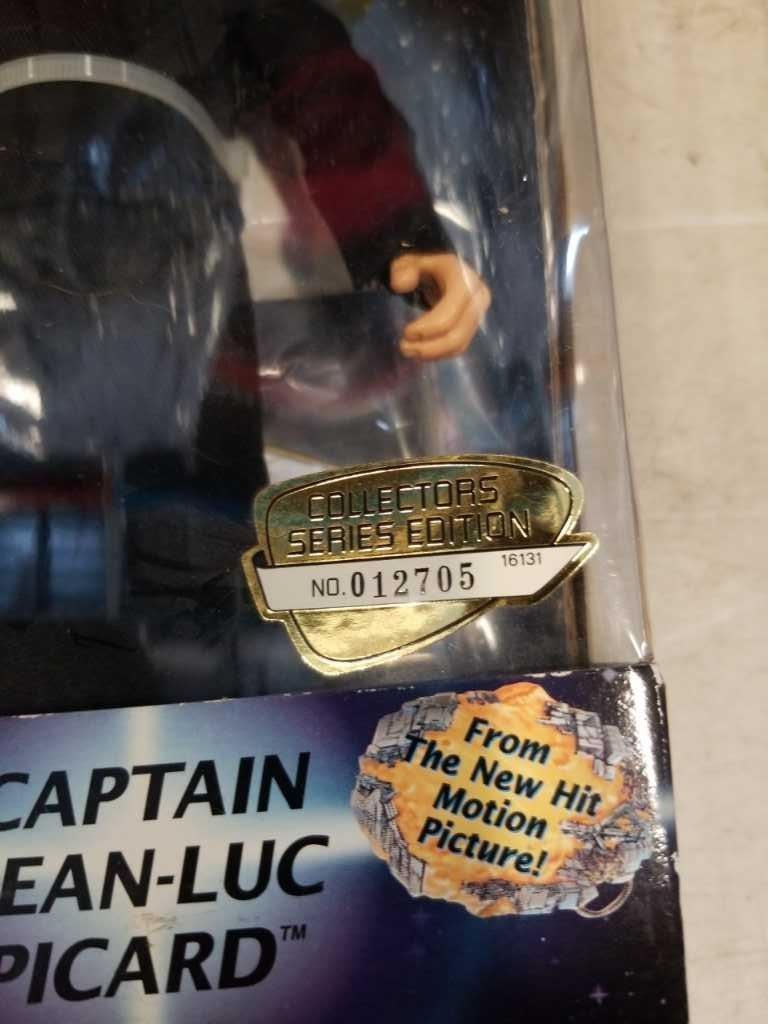 COLLECTORS
SERIES EDITION
16131
NO. 012705
From
The New Hit
Motion
Picture!
CAPTAIN
EAN-LUC
PICARD™